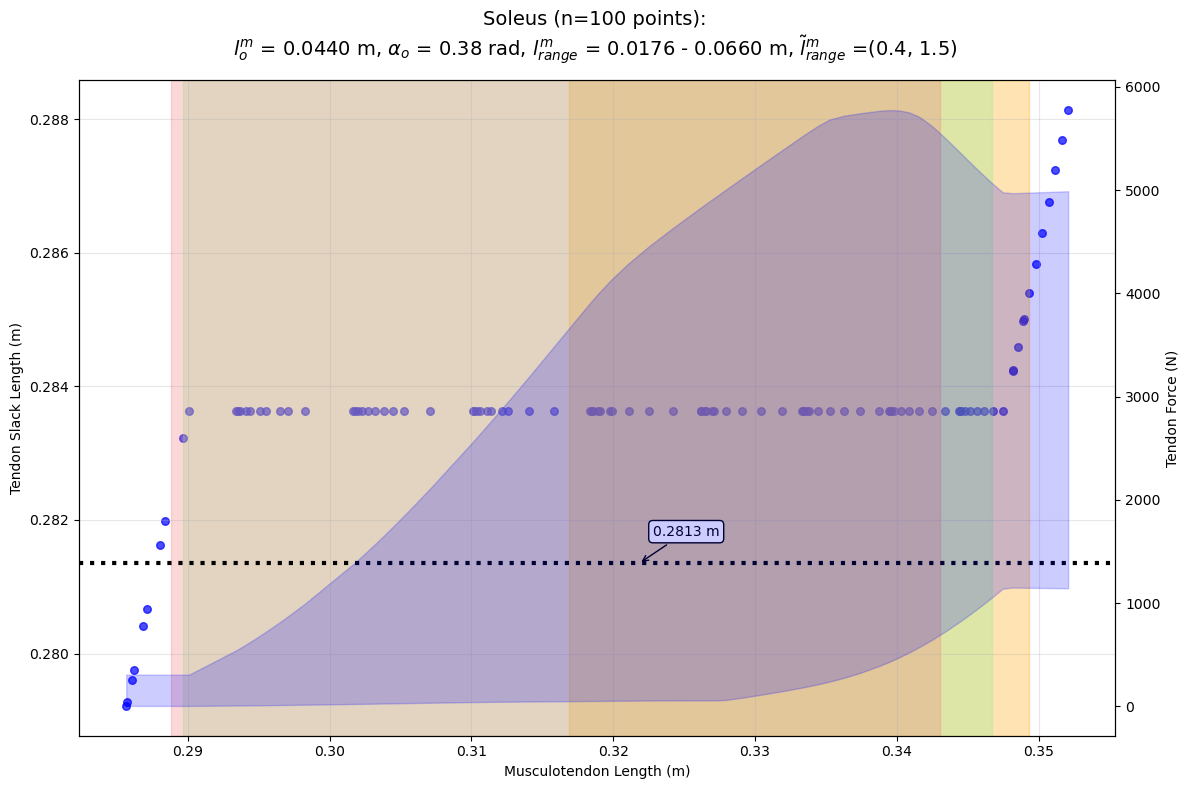 Soleus (n=100 points):
$l_o^m$ = 0.0440 m, $\alpha_o$ = 0.38 rad, $l_{range}^m$ = 0.0176 - 0.0660 m, $\tilde{l}_{range}^m$ =(0.4, 1.5)
Tendon Slack Length (m)
0.288
0.286
0.284
0.282
0.280
0.2813 m
6000
5000
4000
3000
2000
1000
0
Tendon Force (N)
0.29 0.30 0.31 0.32 0.33 0.34 0.35
Musculotendon Length (m)